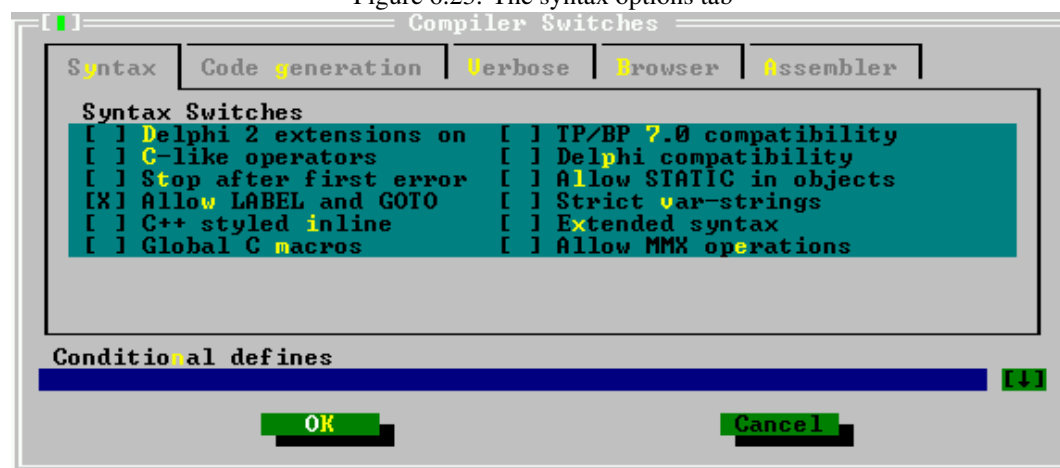 Figure 6.23: The syntax options tab
[ ] Compiler Switches
Syntax Code generation Verbose Browser Assembler
Syntax Switches
[ ] Delphi 2 extensions on [ ] TP/BP 7.0 compatibility
[ ] C-like operators [ ] Delphi compatibility
[ ] Stop after first error [ ] Allow STATIC in objects
[X] Allow LABEL and GOTO [ ] Strict var-strings
[ ] C++ styled inline [ ] Extended syntax
[ ] Global C macros [ ] Allow MMX operations
Conditional defines
[↓]
OK Cancel